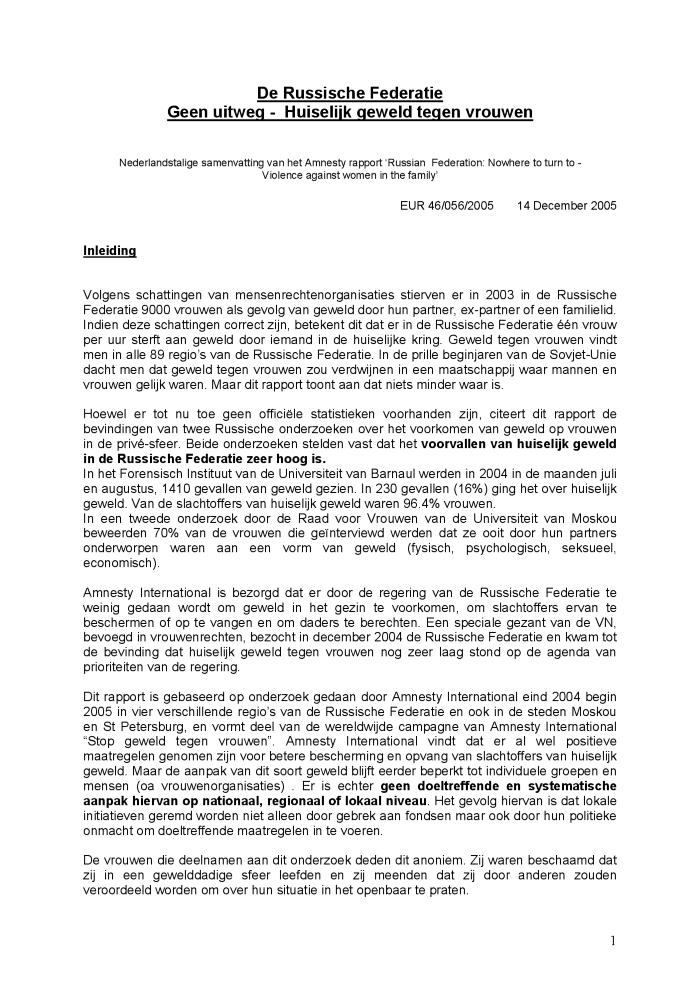 De Russische Federatie
Geen uitweg - Huiselijk geweld tegen vrouwen
Nederlandstalige samenvatting van het Amnesty rapport ‘Russian Federation: Nowhere to turn to -
Violence against women in the family’
EUR 46/056/2005 14 December 2005
Inleiding
Volgens schattingen van mensenrechtenorganisaties stierven er in 2003 in de Russische
Federatie 9000 vrouwen als gevolg van geweld door hun partner, ex-partner of een familielid.
Indien deze schattingen correct zijn, betekent dit dat er in de Russische Federatie één vrouw
per uur sterft aan geweld door iemand in de huiselijke kring. Geweld tegen vrouwen vindt
men in alle 89 regio’s van de Russische Federatie. In de prille beginjaren van de Sovjet-Unie
dacht men dat geweld tegen vrouwen zou verdwijnen in een maatschappij waar mannen en
vrouwen gelijk waren. Maar dit rapport toont aan dat niets minder waar is.
Hoewel er tot nu toe geen officiële statistieken voorhanden zijn, citeert dit rapport de
bevindingen van twee Russische onderzoeken over het voorkomen van geweld op vrouwen
in de privé-sfeer. Beide onderzoeken stelden vast dat het voorvallen van huiselijk geweld
in de Russische Federatie zeer hoog is.
In het Forensisch Instituut van de Universiteit van Barnaul werden in 2004 in de maanden juli
en augustus, 1410 gevallen van geweld gezien. In 230 gevallen (16%) ging het over huiselijk
geweld. Van de slachtoffers van huiselijk geweld waren 96.4% vrouwen.
In een tweede onderzoek door de Raad voor Vrouwen van de Universiteit van Moskou
beweerden 70% van de vrouwen die geïnterviewd werden dat ze ooit door hun partners
onderworpen waren aan een vorm van geweld (fysisch, psychologisch, seksueel,
economisch).
Amnesty International is bezorgd dat er door de regering van de Russische Federatie te
weinig gedaan wordt om geweld in het gezin te voorkomen, om slachtoffers ervan te
beschermen of op te vangen en om daders te berechten. Een speciale gezant van de VN,
bevoegd in vrouwenrechten, bezocht in december 2004 de Russische Federatie en kwam tot
de bevinding dat huiselijk geweld tegen vrouwen nog zeer laag stond op de agenda van
prioriteiten van de regering.
Dit rapport is gebaseerd op onderzoek gedaan door Amnesty International eind 2004 begin
2005 in vier verschillende regio’s van de Russische Federatie en ook in de steden Moskou
en St Petersburg, en vormt deel van de wereldwijde campagne van Amnesty International
“Stop geweld tegen vrouwen”. Amnesty International vindt dat er al wel positieve
maatregelen genomen zijn voor betere bescherming en opvang van slachtoffers van huiselijk
geweld. Maar de aanpak van dit soort geweld blijft eerder beperkt tot individuele groepen en
mensen (oa vrouwenorganisaties) . Er is echter geen doeltreffende en systematische
aanpak hiervan op nationaal, regionaal of lokaal niveau. Het gevolg hiervan is dat lokale
initiatieven geremd worden niet alleen door gebrek aan fondsen maar ook door hun politieke
onmacht om doeltreffende maatregelen in te voeren.
De vrouwen die deelnamen aan dit onderzoek deden dit anoniem. Zij waren beschaamd dat
zij in een gewelddadige sfeer leefden en zij meenden dat zij door anderen zouden
veroordeeld worden om over hun situatie in het openbaar te praten.
1